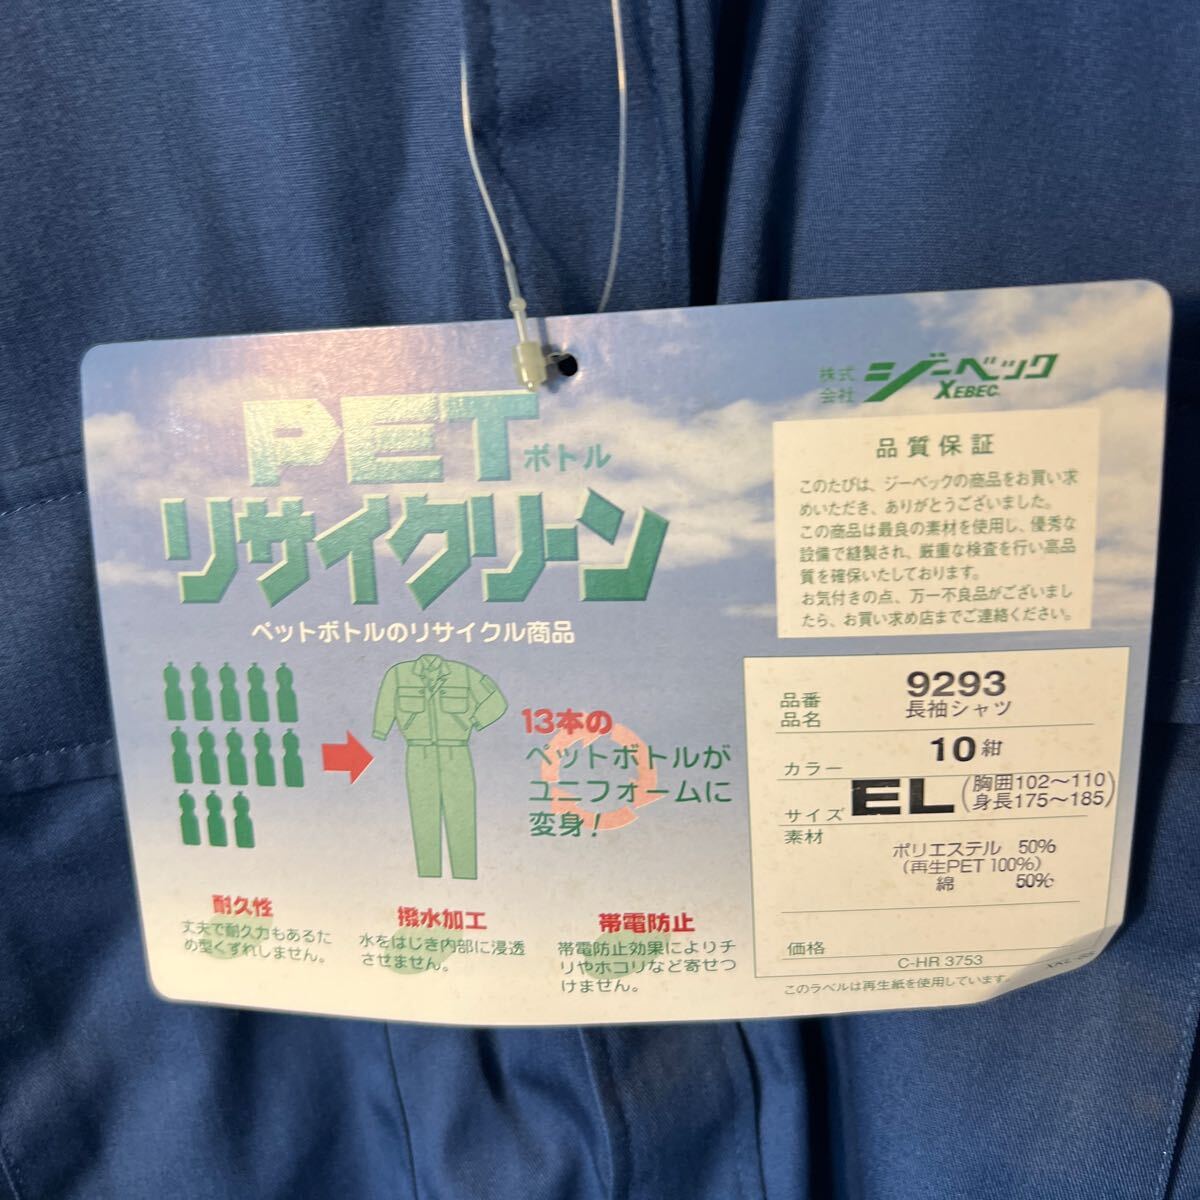 PET
ボトル
リサイクリーン
ペットボトルのリサイクル商品
13本の
ペットボトルが
ユニフォームに
変身！
耐久性
丈夫で耐久力もあるた
め型くずれしません。
撥水加工
水をはじき内部に浸透
させません。
帯電防止
帯電防止効果によりチ
リやホコリなど寄せつ
けません。
株式
会社
ジーベック
XEBEC
品質保証
このたびは、ジーベックの商品をお買い求
めいただき、ありがとうございました。
この商品は最良の素材を使用し、優秀な
設備で縫製され、厳重な検査を行い高品
質を確保いたしております。
お気付きの点、万一不良品がございまし
たら、お買い求め店までご連絡ください。
品番 9293
品名 長袖シャツ
カラー 10 紺
サイズ EL (胸囲102〜110
身長175〜185)
素材
ポリエステル 50%
(再生PET 100%)
綿 50%
価格
C-HR 3753
このラベルは再生紙を使用しています。